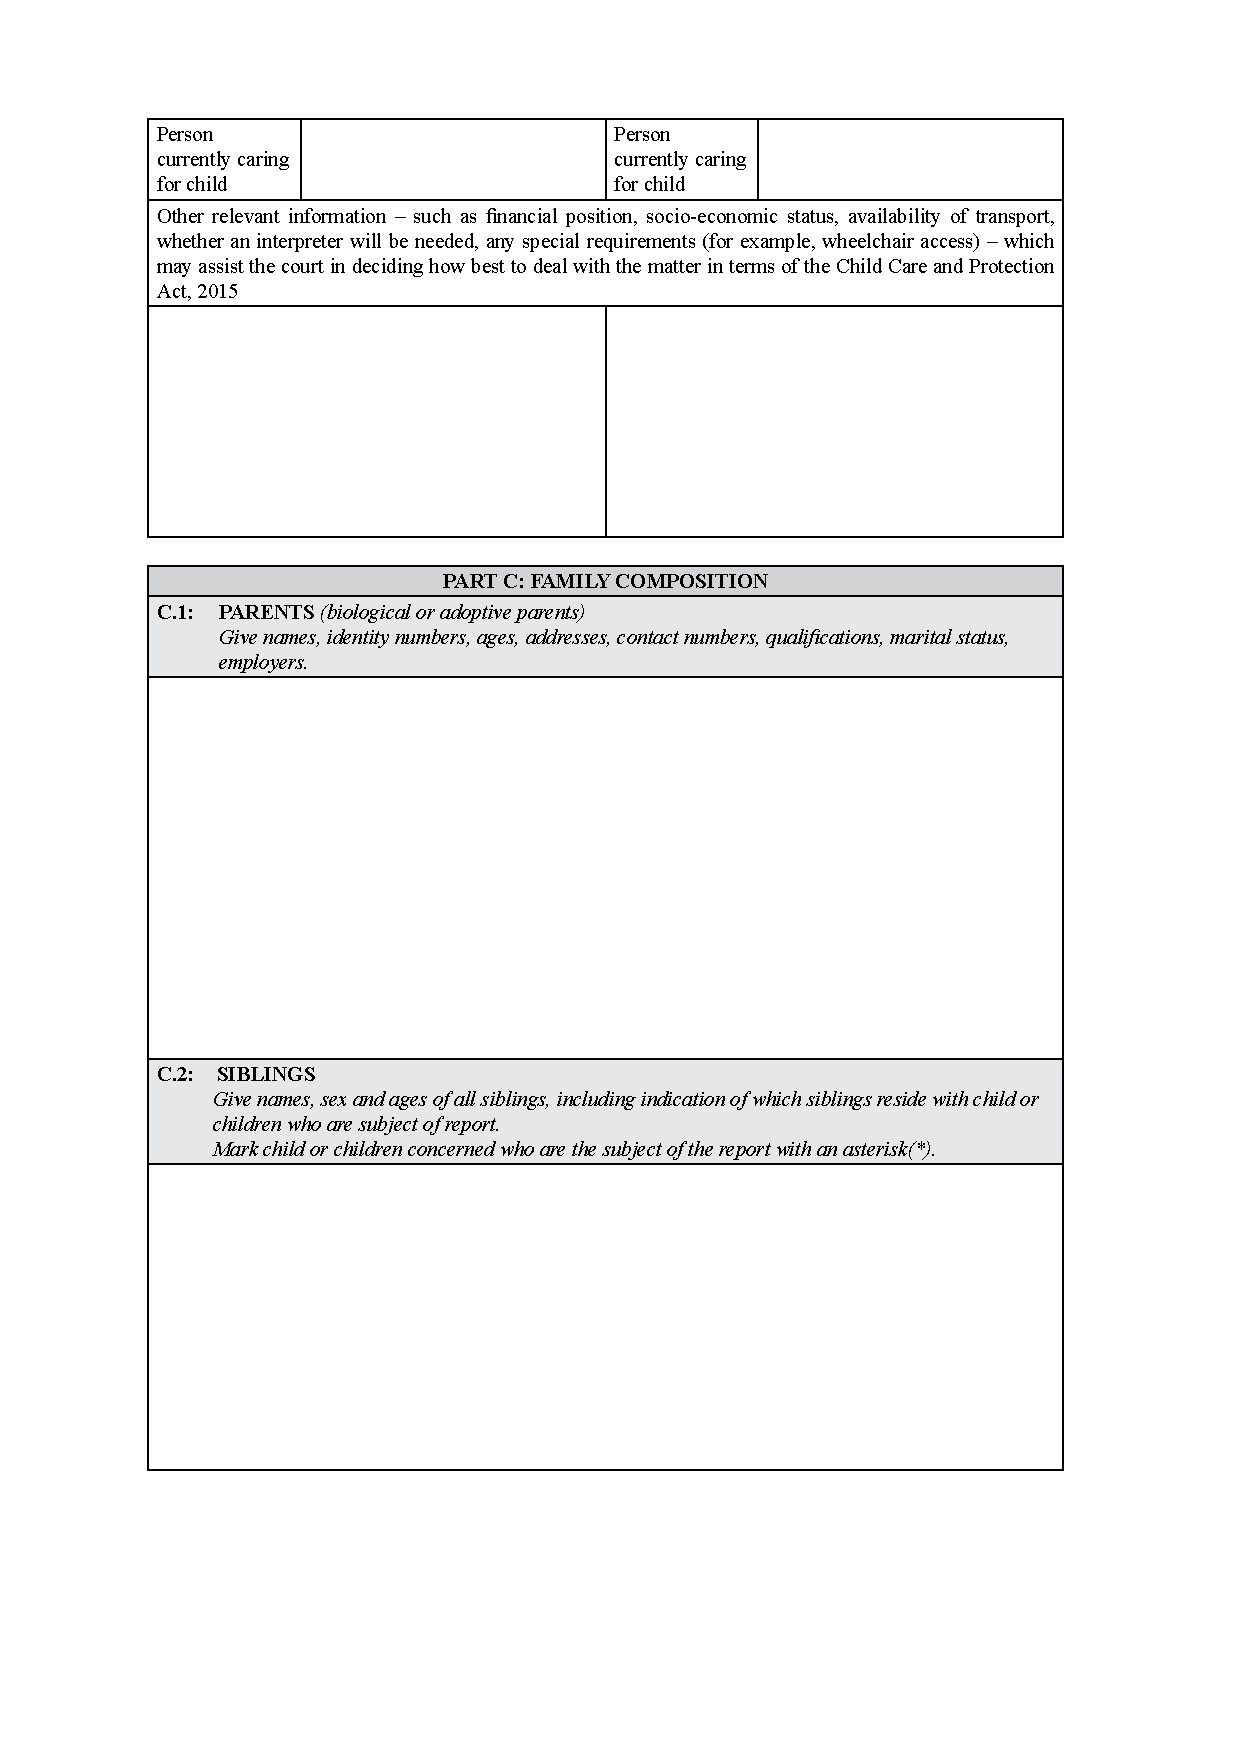 Person
currently caring
for child
Person
currently caring
for child
Other relevant information – such as financial position, socio-economic status, availability of transport,
whether an interpreter will be needed, any special requirements (for example, wheelchair access) – which
may assist the court in deciding how best to deal with the matter in terms of the Child Care and Protection
Act, 2015
PART C: FAMILY COMPOSITION
C.1: PARENTS (biological or adoptive parents)
Give names, identity numbers, ages, addresses, contact numbers, qualifications, marital status,
employers.
C.2: SIBLINGS
Give names, sex and ages of all siblings, including indication of which siblings reside with child or
children who are subject of report.
Mark child or children concerned who are the subject of the report with an asterisk(*).